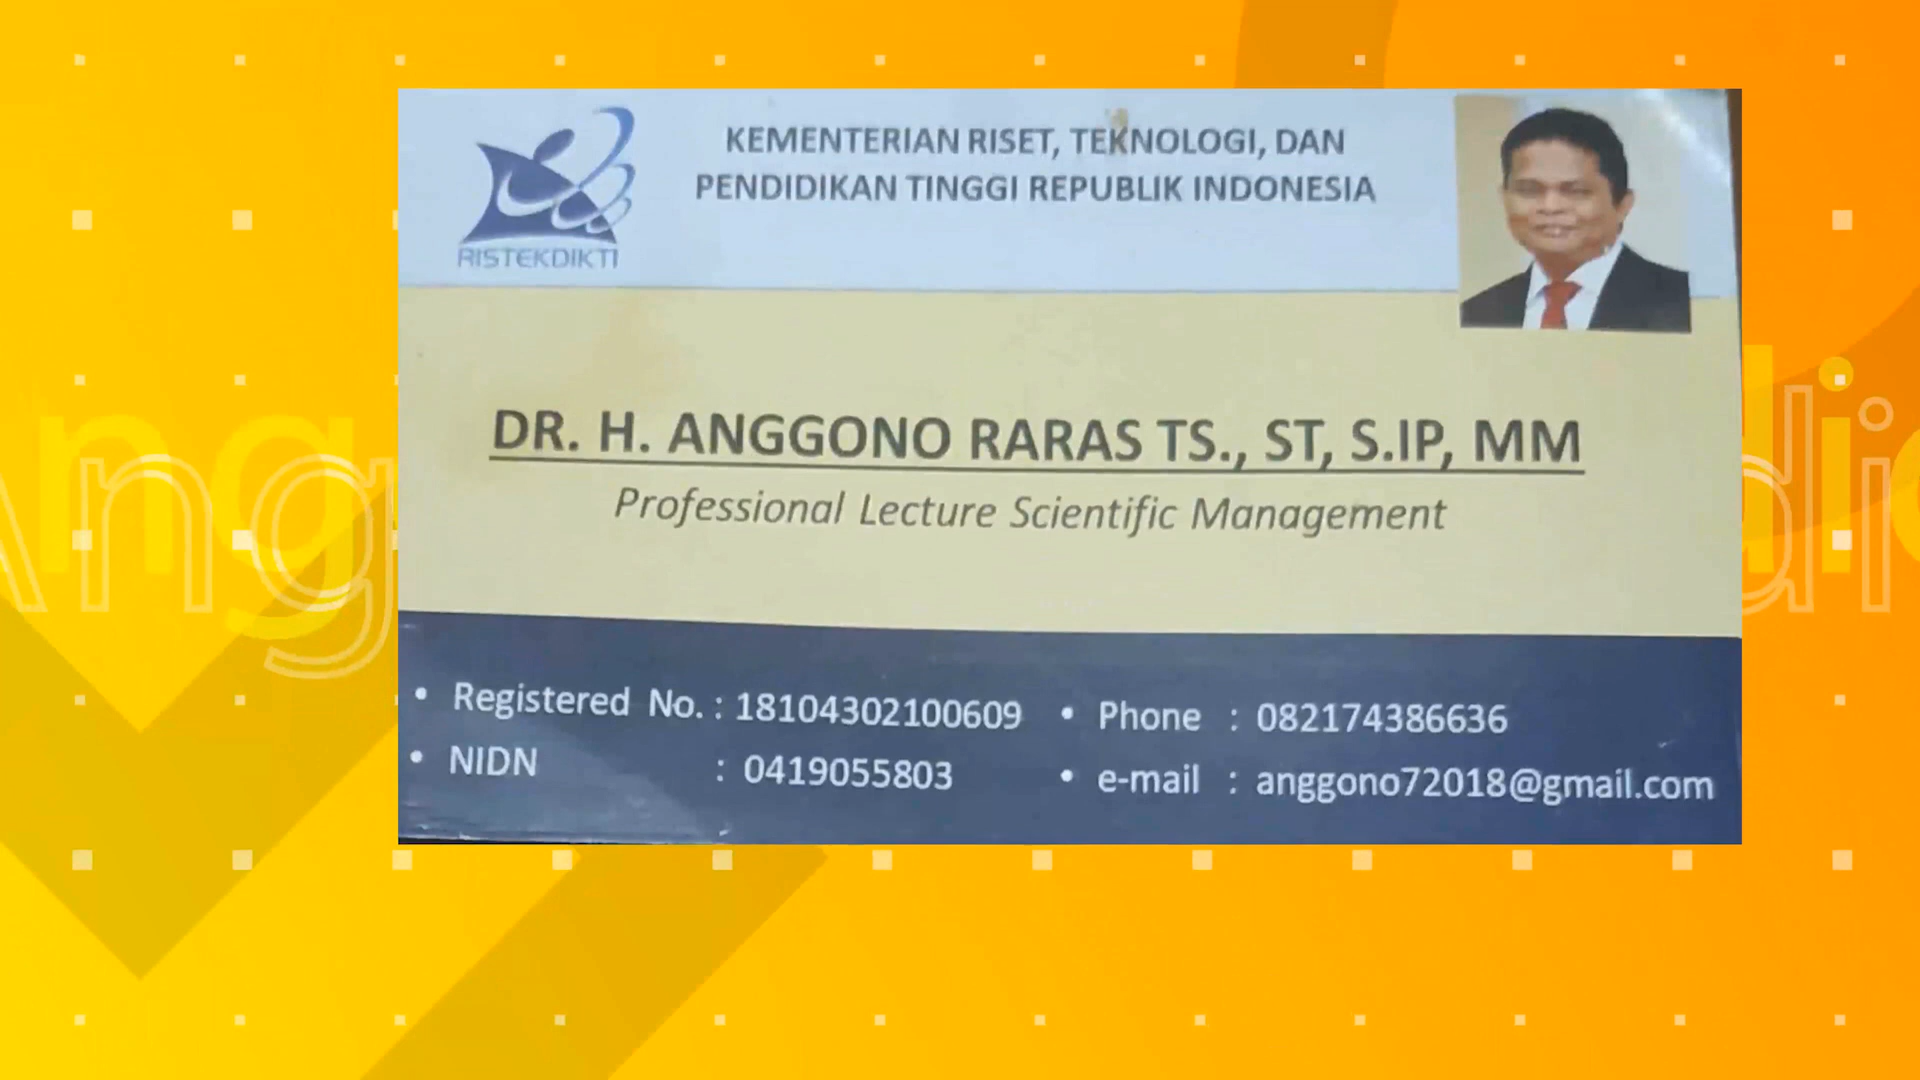 RISTEKDIKTI
KEMENTERIAN RISET, TEKNOLOGI, DAN
PENDIDIKAN TINGGI REPUBLIK INDONESIA
DR. H. ANGGONO RARAS TS., ST, S.IP, MM
Professional Lecture Scientific Management
• Registered No. : 18104302100609
• NIDN : 0419055803
• Phone : 082174386636
• e-mail : anggono72018@gmail.com